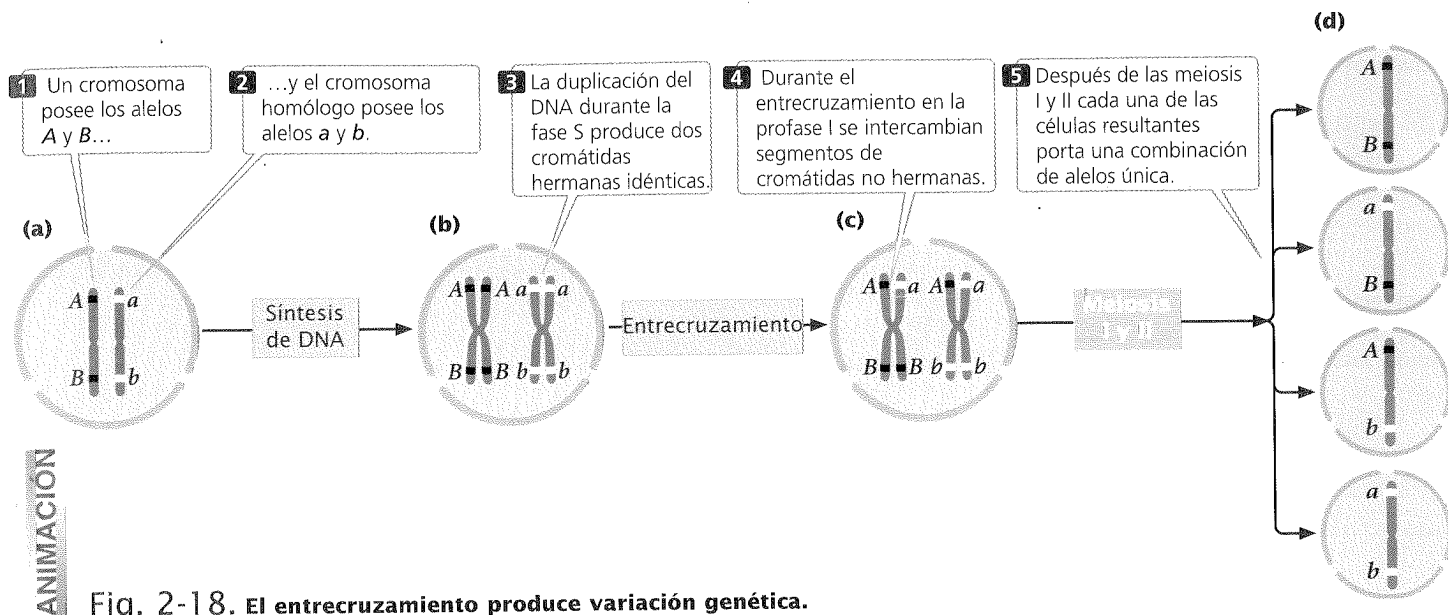 (d)
1 Un cromosoma
posee los alelos
A y B...
2 ...y el cromosoma
homólogo posee los
alelos a y b.
3 La duplicación del
DNA durante la
fase S produce dos
cromátidas
hermanas idénticas.
4 Durante el
entrecruzamiento en la
profase I se intercambian
segmentos de
cromátidas no hermanas.
5 Después de las meiosis
I y II cada una de las
células resultantes
porta una combinación
de alelos única.
(a)
A a
B b
Síntesis
de DNA
(b)
A A a a
B B b b
Entrecruzamiento
(c)
A a A a
B B b b
Meiosis
I y II
A
B
a
B
A
b
a
b
ANIMACIÓN
Fig. 2-18. El entrecruzamiento produce variación genética.